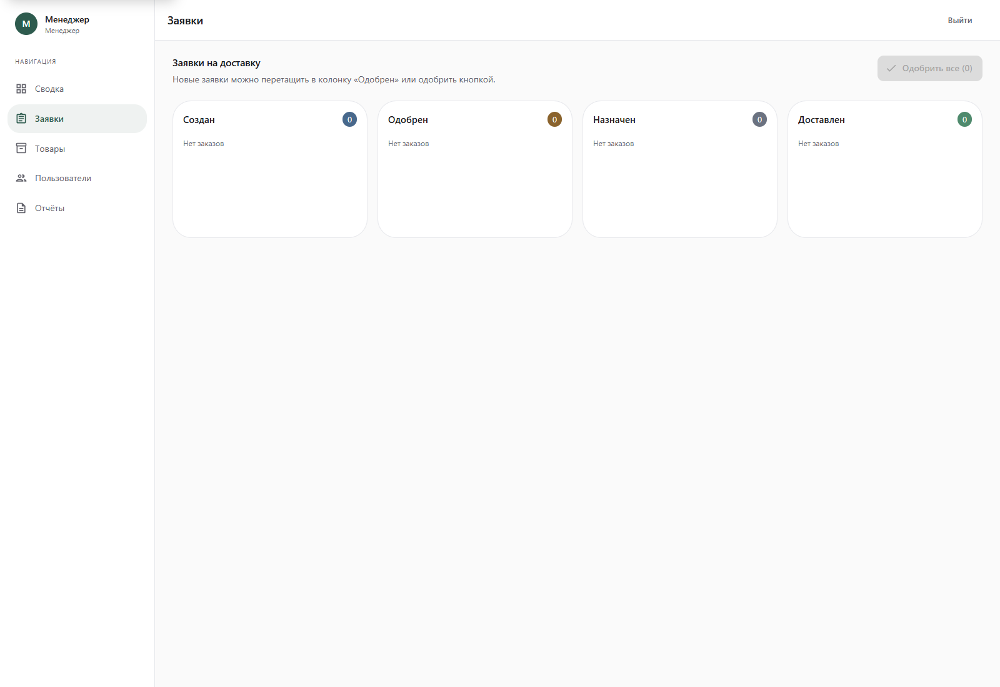 М
Менеджер
Менеджер
НАВИГАЦИЯ
Сводка
Заявки
Товары
Пользователи
Отчёты
Заявки
Выйти
Заявки на доставку
Новые заявки можно перетащить в колонку «Одобрен» или одобрить кнопкой.
Одобрить все (0)
Создан 0
Нет заказов
Одобрен 0
Нет заказов
Назначен 0
Нет заказов
Доставлен 0
Нет заказов